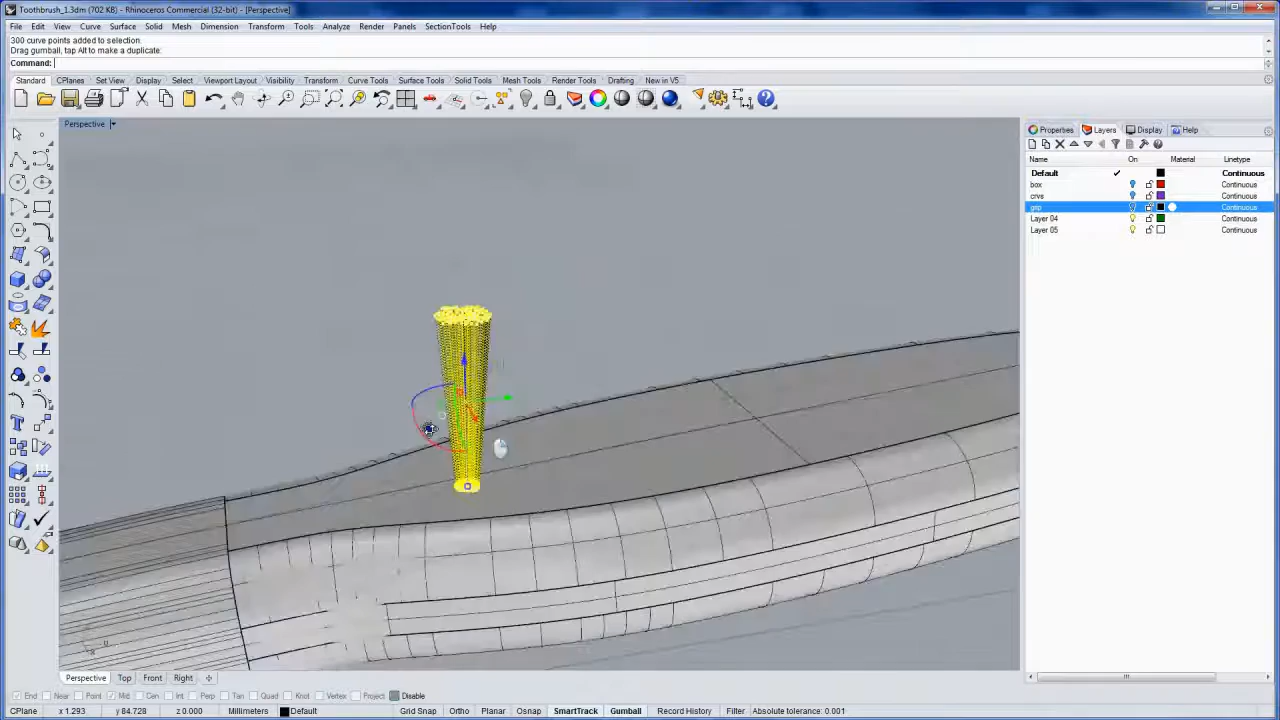 Toothbrush_1.3dm (702 KB) - Rhinoceros Commercial (32-bit) - [Perspective]
File Edit View Curve Surface Solid Mesh Dimension Transform Tools Analyze Render Panels SectionTools Help
300 curve points added to selection.
Drag gumball, tap Alt to make a duplicate:
Command:
Standard CPlanes Set View Display Select Viewport Layout Visibility Transform Curve Tools Surface Tools Solid Tools Mesh Tools Render Tools Drafting New in V5
Perspective
Properties Layers Display Help
Name On Material Linetype
Default Continuous
box Continuous
crvs Continuous
grip Continuous
Layer 04 Continuous
Layer 05 Continuous
Perspective Top Front Right
End Near Point Mid Cen Int Perp Tan Quad Knot Vertex Project Disable
CPlane x 1.293 y 84.728 z 0.000 Millimeters Default Grid Snap Ortho Planar Osnap SmartTrack Gumball Record History Filter Absolute tolerance: 0.001